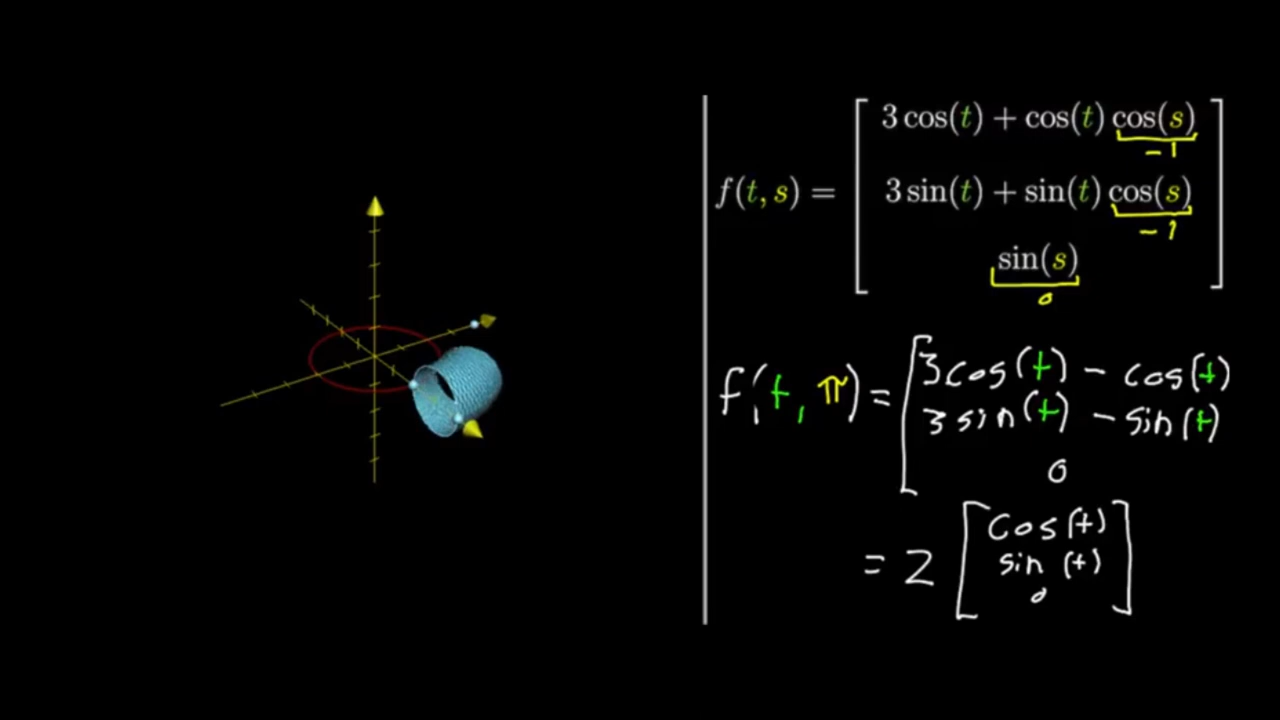 3 cos(t) + cos(t) cos(s)
-1
f(t, s) = 3 sin(t) + sin(t) cos(s)
-1
sin(s)
0
f(t, π) = 3cos(t) - cos(t)
3 sin(t) - sin(t)
0
= 2 cos(t)
sin (t)
0